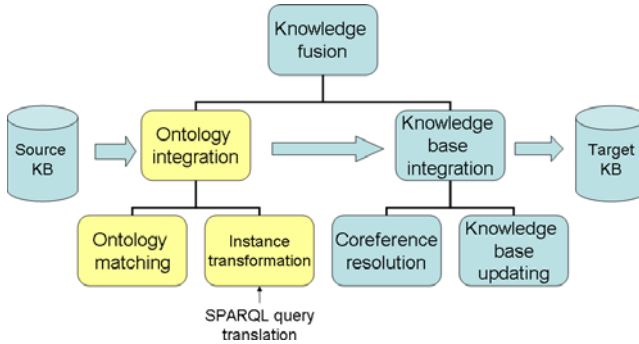 Knowledge
fusion
Source
KB
Ontology
integration
Knowledge
base
integration
Target
KB
Ontology
matching
Instance
transformation
Coreference
resolution
Knowledge
base
updating
SPARQL query
translation